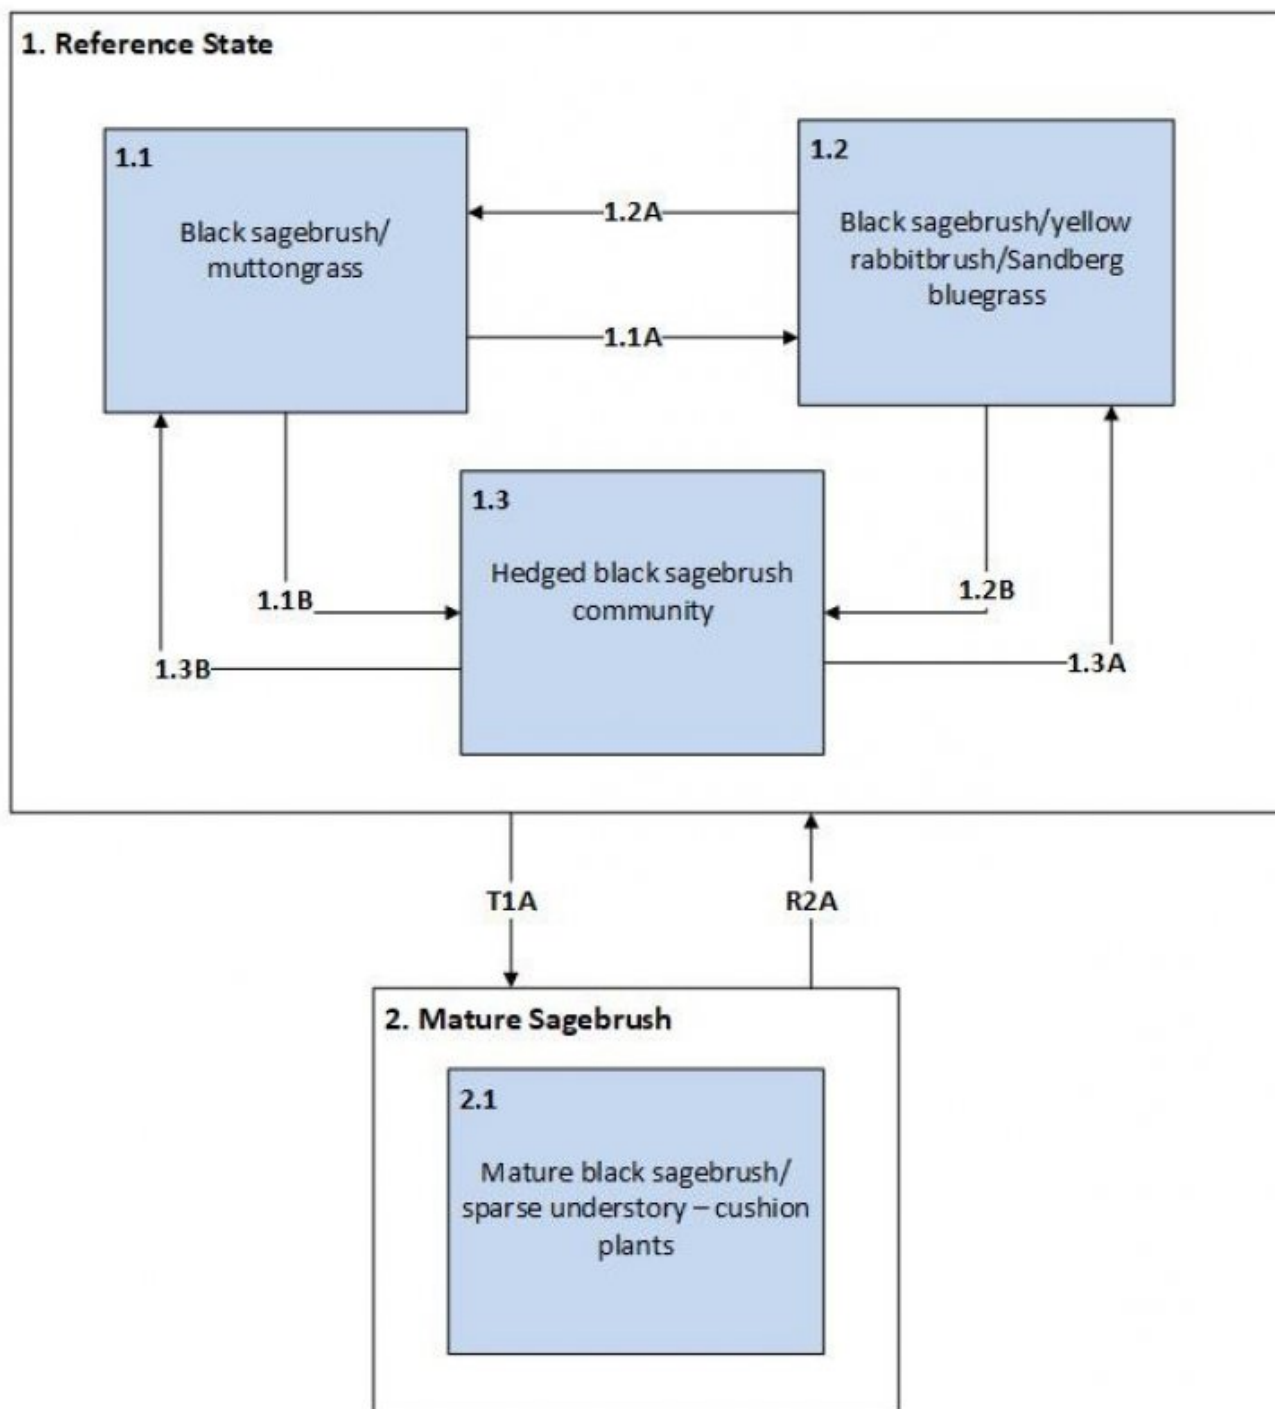 1. Reference State
1.1
Black sagebrush/
muttongrass
1.2A
1.1A
1.2
Black sagebrush/yellow
rabbitbrush/Sandberg
bluegrass
1.3
Hedged black sagebrush
community
1.1B
1.3B
1.2B
1.3A
T1A
R2A
2. Mature Sagebrush
2.1
Mature black sagebrush/
sparse understory – cushion
plants